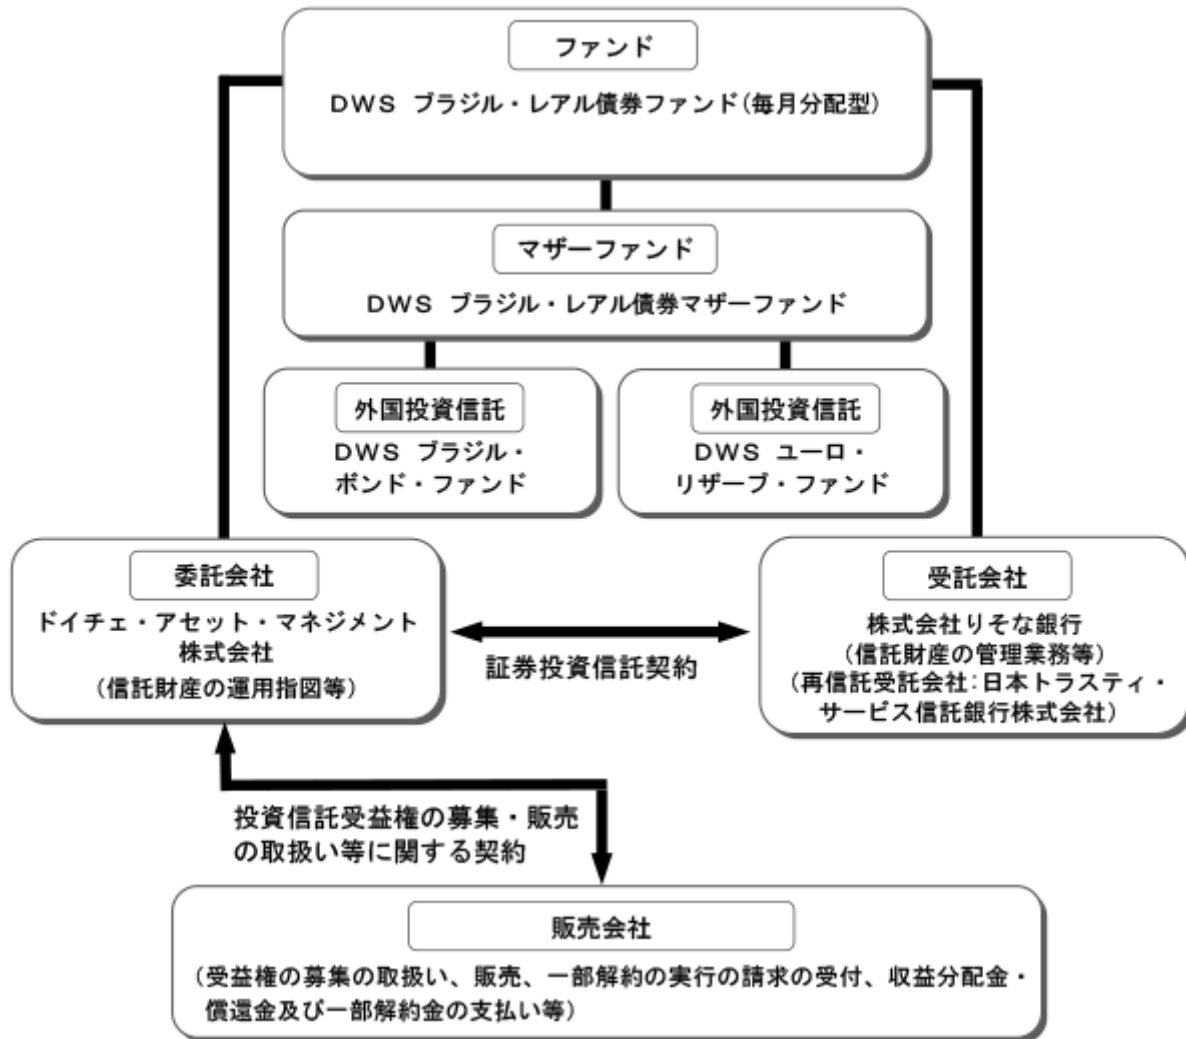 ファンド
DWS ブラジル・レアル債券ファンド(毎月分配型)
マザーファンド
DWS ブラジル・レアル債券マザーファンド
外国投資信託
DWS ブラジル・
ボンド・ファンド
外国投資信託
DWS ユーロ・
リザーブ・ファンド
委託会社
ドイチェ・アセット・マネジメント
株式会社
(信託財産の運用指図等)
証券投資信託契約
受託会社
株式会社りそな銀行
(信託財産の管理業務等)
(再信託受託会社:日本トラスティ・
サービス信託銀行株式会社)
投資信託受益権の募集・販売
の取扱い等に関する契約
販売会社
(受益権の募集の取扱い、販売、一部解約の実行の請求の受付、収益分配金・
償還金及び一部解約金の支払い等)